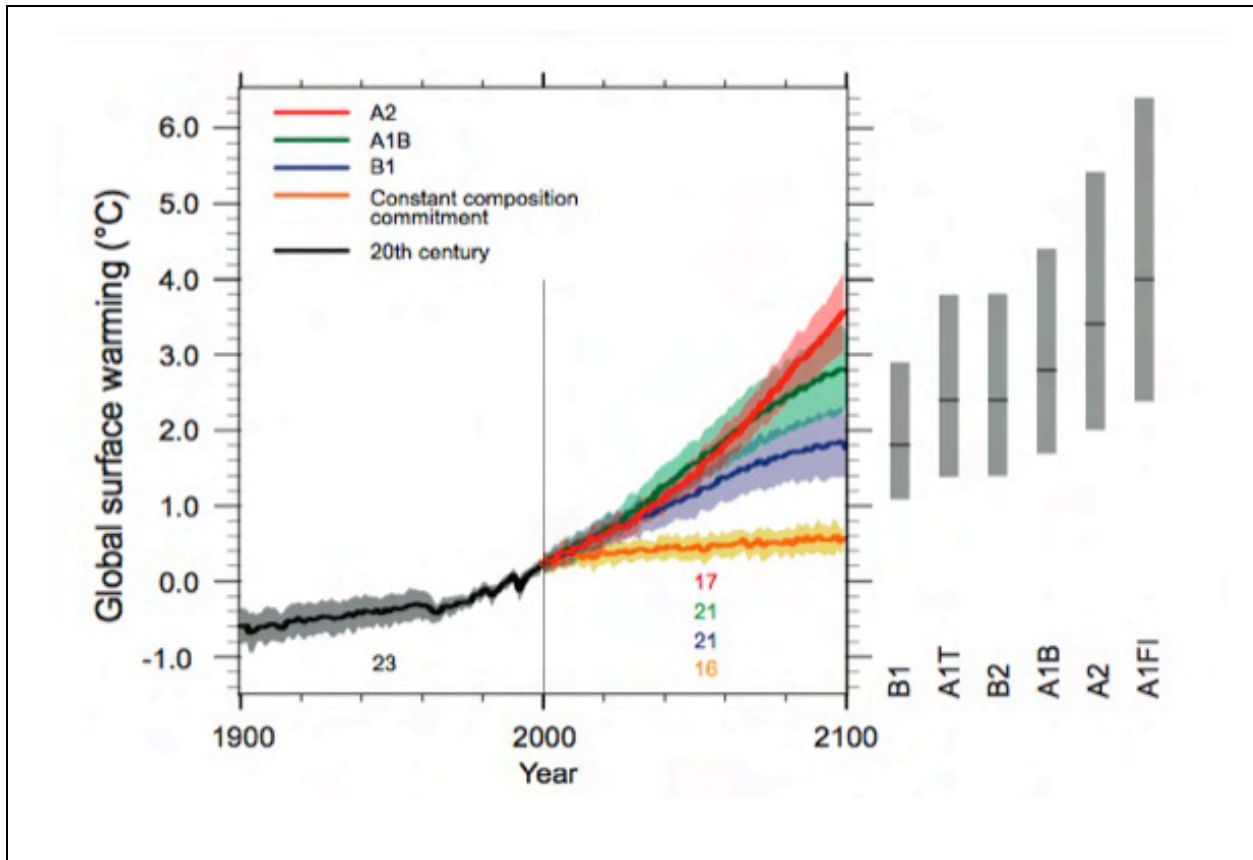 Global surface warming (°C)
6.0
5.0
4.0
3.0
2.0
1.0
0.0
-1.0
A2
A1B
B1
Constant composition
commitment
20th century
17
21
21
16
23
1900
2000
2100
Year
B1
A1T
B2
A1B
A2
A1FI